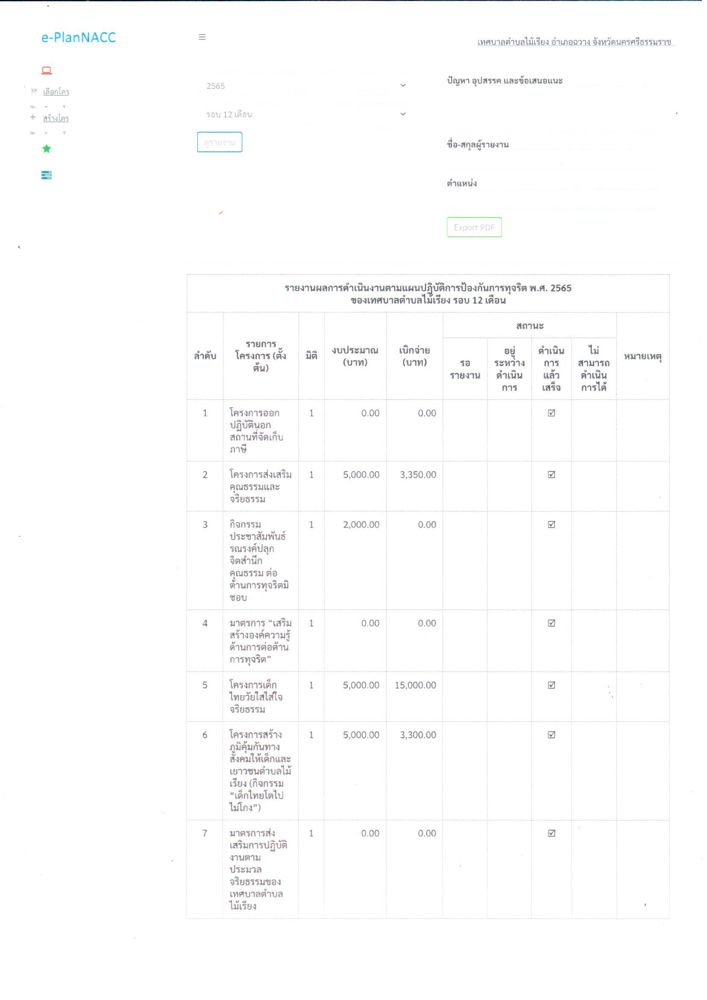 e-PlanNACC
เทศบาลตำบลไม้เรียง อำเภอฉวาง จังหวัดนครศรีธรรมราช
เลือกโคร
สร้างโคร
2565
รอบ 12 เดือน
ดูรายงาน
ปัญหา อุปสรรค และข้อเสนอแนะ
ชื่อ-สกุลผู้รายงาน
ตำแหน่ง
Export PDF
รายงานผลการดำเนินงานตามแผนปฏิบัติการป้องกันการทุจริต พ.ศ. 2565
ของเทศบาลตำบลไม้เรียง รอบ 12 เดือน
ลำดับ
รายการ
โครงการ (ตั้ง
ต้น)
มิติ
งบประมาณ
(บาท)
เบิกจ่าย
(บาท)
สถานะ
รอ
รายงาน
อยู่
ระหว่าง
ดำเนิน
การ
ดำเนิน
การ
แล้ว
เสร็จ
ไม่
สามารถ
ดำเนิน
การได้
หมายเหตุ
1 โครงการออก 1 0.00 0.00 ☑
ปฏิบัตินอก
สถานที่จัดเก็บ
ภาษี
2 โครงการส่งเสริม 1 5,000.00 3,350.00 ☑
คุณธรรมและ
จริยธรรม
3 กิจกรรม 1 2,000.00 0.00 ☑
ประชาสัมพันธ์
รณรงค์ปลุก
จิตสำนึก
คุณธรรม ต่อ
ต้านการทุจริตมิ
ชอบ
4 มาตรการ “เสริม 1 0.00 0.00 ☑
สร้างองค์ความรู้
ด้านการต่อต้าน
การทุจริต”
5 โครงการเด็ก 1 5,000.00 15,000.00 ☑
ไทยวัยใสใส่ใจ
จริยธรรม
6 โครงการสร้าง 1 5,000.00 3,300.00 ☑
ภูมิคุ้มกันทาง
สังคมให้เด็กและ
เยาวชนตำบลไม้
เรียง (กิจกรรม
“เด็กไทยโตไป
ไม่โกง”)
7 มาตรการส่ง 1 0.00 0.00 ☑
เสริมการปฏิบัติ
งานตาม
ประมวล
จริยธรรมของ
เทศบาลตำบล
ไม้เรียง